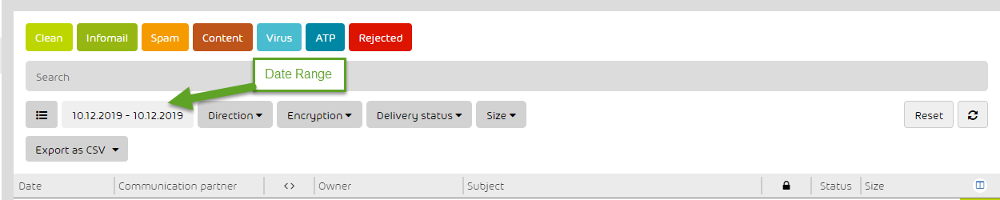 Clean Infomail Spam Content Virus ATP Rejected
Search
Date Range
10.12.2019 - 10.12.2019 Direction Encryption Delivery status Size Reset
Export as CSV
Date Communication partner <> Owner Subject Status Size